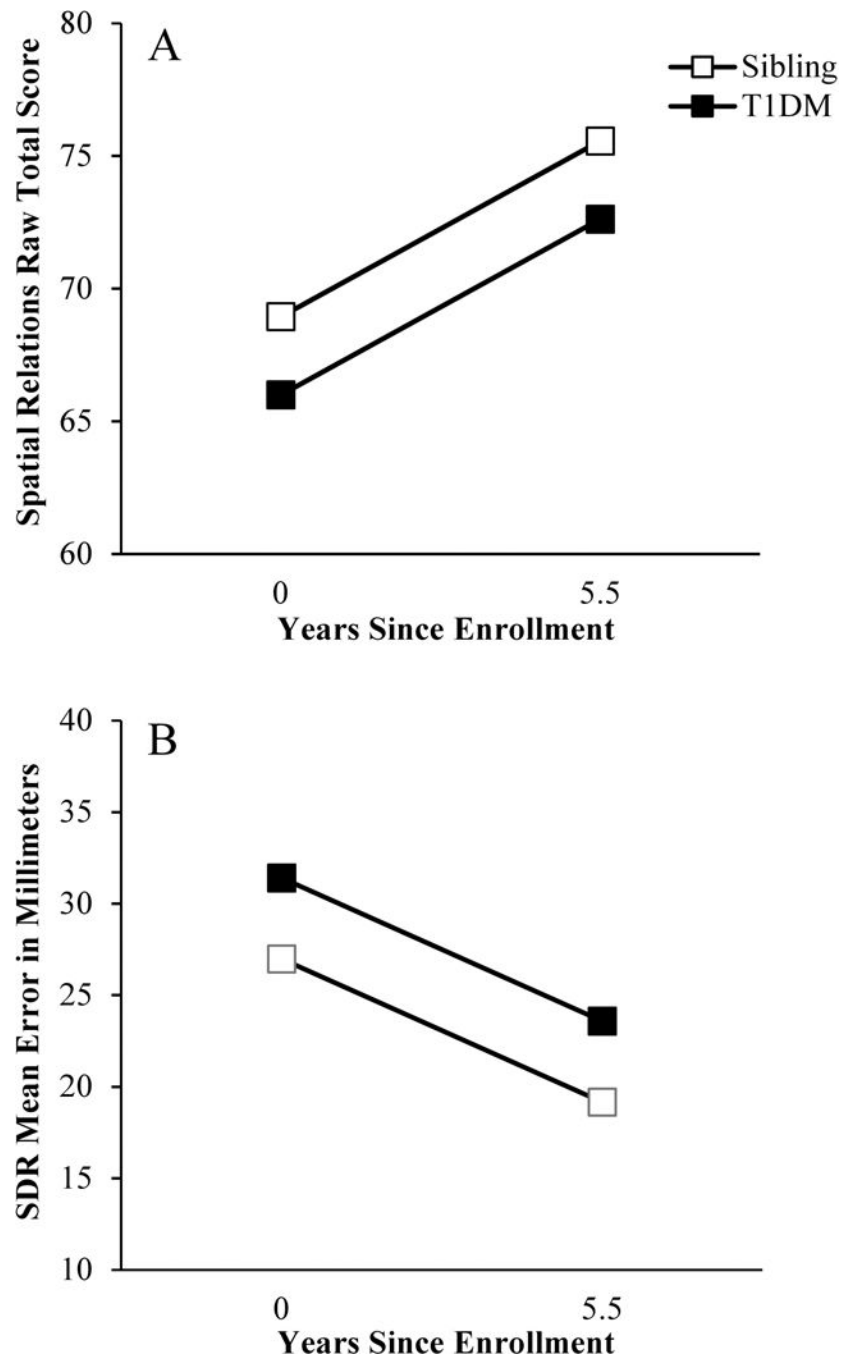 A
Spatial Relations Raw Total Score
80
75
70
65
60
Sibling
T1DM
0 5.5
Years Since Enrollment
B
SDR Mean Error in Millimeters
40
35
30
25
20
15
10
0 5.5
Years Since Enrollment